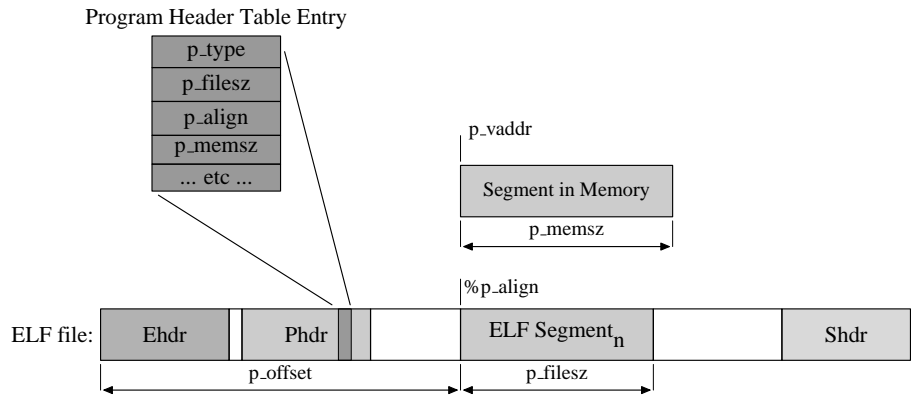 Program Header Table Entry
p_type
p_filesz
p_align
p_memsz
... etc ...
p_vaddr
Segment in Memory
p_memsz
%p_align
ELF file:
Ehdr
Phdr
ELF Segment_n
Shdr
p_offset
p_filesz